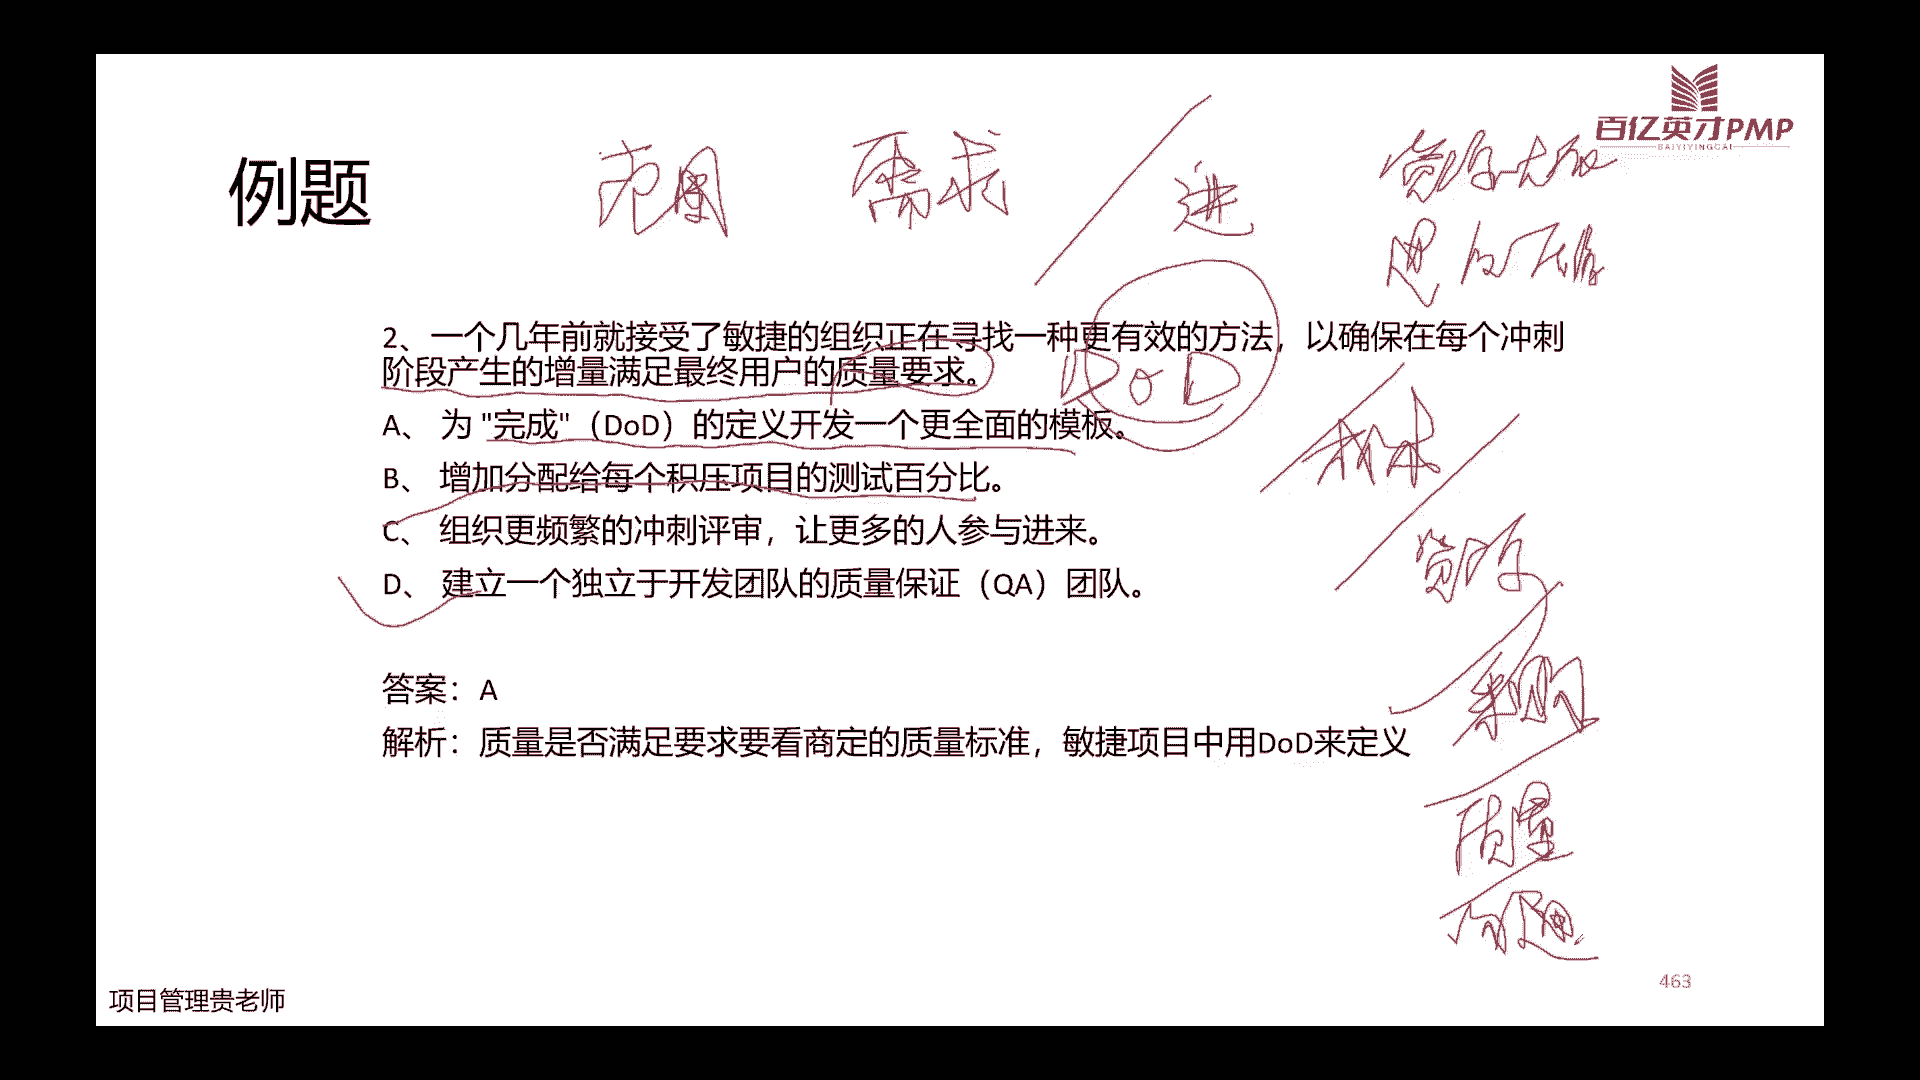 百亿英才PMP
BAIYIYINGCAI
例题
范围 需求 进 资源
2、一个几年前就接受了敏捷的组织正在寻找一种更有效的方法，以确保在每个冲刺
阶段产生的增量满足最终用户的质量要求。
DoD
A、 为 "完成"（DoD）的定义开发一个更全面的模板。
B、 增加分配给每个积压项目的测试百分比。
C、 组织更频繁的冲刺评审，让更多的人参与进来。
资源
D、 建立一个独立于开发团队的质量保证（QA）团队。
答案：A
采购
解析：质量是否满足要求要看商定的质量标准，敏捷项目中用DoD来定义
质量
沟通
463
项目管理贵老师